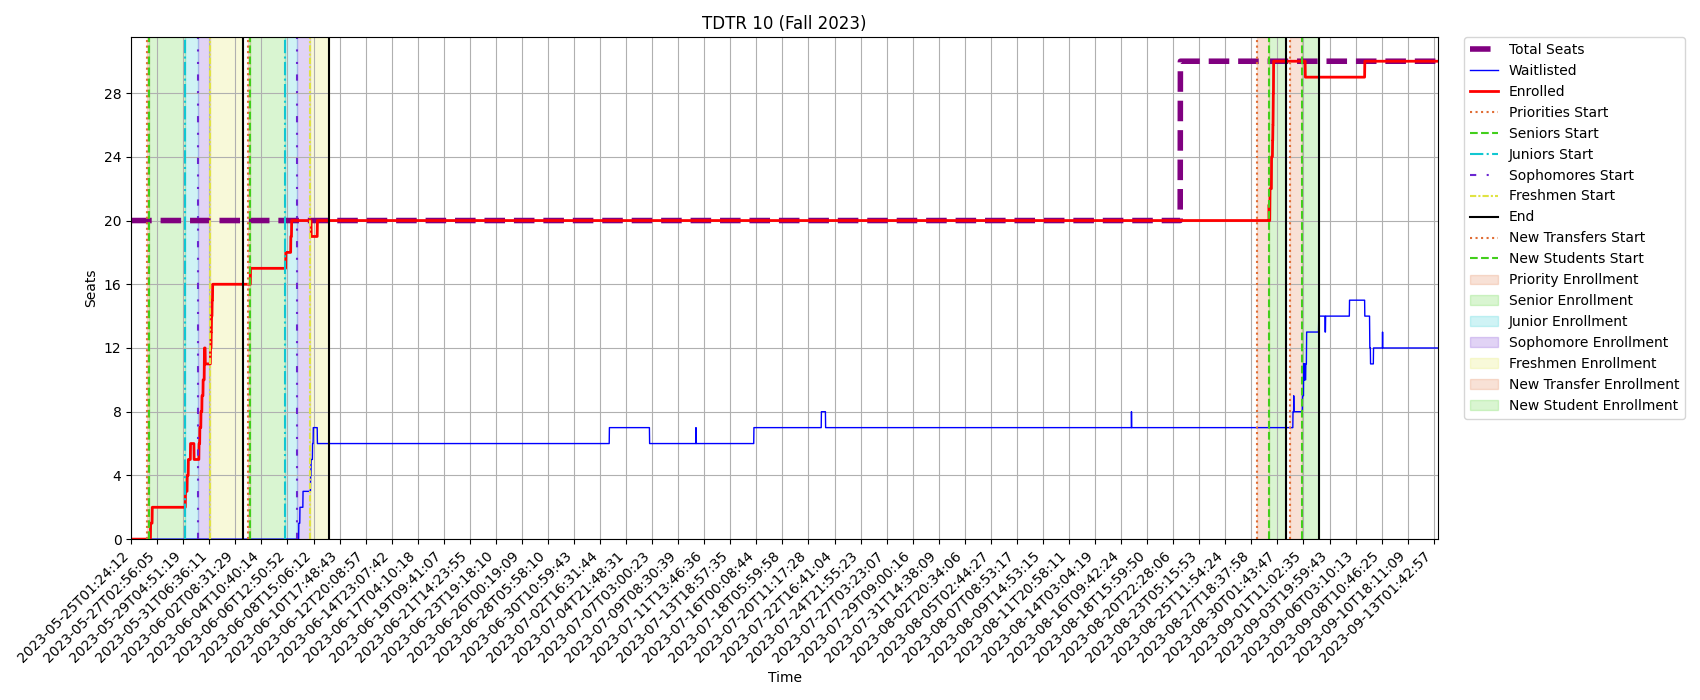 TDTR 10 (Fall 2023)
Seats
28
24
20
16
12
8
4
0
2023-05-25T01:24:12
2023-05-27T02:56:05
2023-05-29T04:51:19
2023-05-31T06:36:11
2023-06-02T08:31:29
2023-06-04T10:40:14
2023-06-06T12:50:52
2023-06-08T15:06:12
2023-06-10T17:48:43
2023-06-12T20:08:57
2023-06-14T23:07:42
2023-06-17T04:10:18
2023-06-19T09:41:07
2023-06-21T14:23:55
2023-06-23T19:18:10
2023-06-26T00:19:09
2023-06-28T05:58:10
2023-06-30T10:59:43
2023-07-02T16:31:44
2023-07-04T21:48:31
2023-07-07T03:00:23
2023-07-09T08:30:39
2023-07-11T13:46:36
2023-07-13T18:57:35
2023-07-16T00:08:44
2023-07-18T05:59:58
2023-07-20T11:17:28
2023-07-22T16:41:04
2023-07-24T21:55:23
2023-07-27T03:23:07
2023-07-29T09:00:16
2023-07-31T14:38:09
2023-08-02T20:34:06
2023-08-05T02:44:27
2023-08-07T08:53:17
2023-08-09T14:53:15
2023-08-11T20:58:11
2023-08-14T03:04:19
2023-08-16T09:42:24
2023-08-18T15:59:50
2023-08-20T22:28:06
2023-08-23T05:15:53
2023-08-25T11:54:24
2023-08-27T18:37:58
2023-08-30T01:43:47
2023-09-01T11:02:35
2023-09-03T19:59:43
2023-09-06T03:10:13
2023-09-08T10:46:25
2023-09-10T18:11:09
2023-09-13T01:42:57
Time
Total Seats
Waitlisted
Enrolled
Priorities Start
Seniors Start
Juniors Start
Sophomores Start
Freshmen Start
End
New Transfers Start
New Students Start
Priority Enrollment
Senior Enrollment
Junior Enrollment
Sophomore Enrollment
Freshmen Enrollment
New Transfer Enrollment
New Student Enrollment